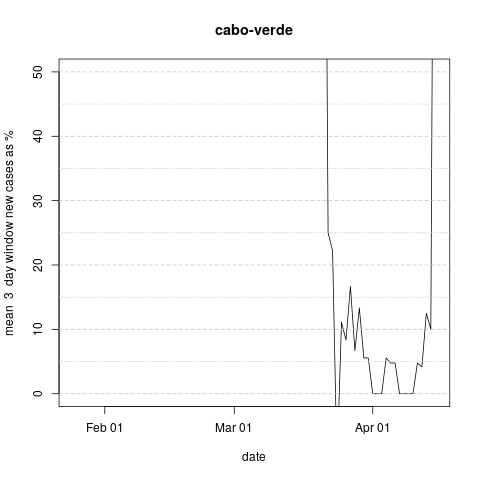 cabo-verde
50
40
30
20
10
0
mean  3  day window new cases as %
Feb 01
Mar 01
Apr 01
date